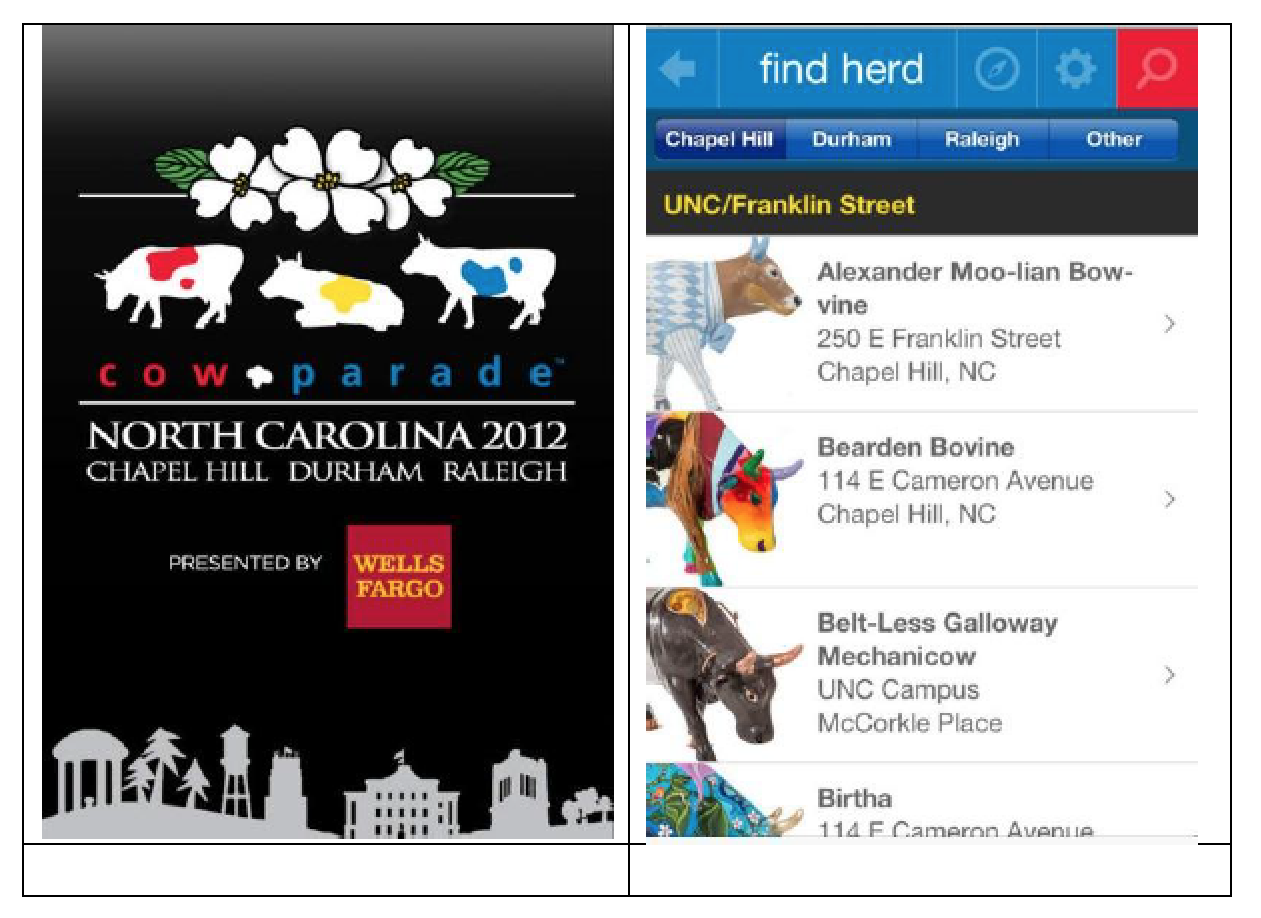 cow parade™
NORTH CAROLINA 2012
CHAPEL HILL DURHAM RALEIGH
PRESENTED BY
WELLS
FARGO
find herd
Chapel Hill Durham Raleigh Other
UNC/Franklin Street
Alexander Moo-lian Bow-
vine
250 E Franklin Street
Chapel Hill, NC
Bearden Bovine
114 E Cameron Avenue
Chapel Hill, NC
Belt-Less Galloway
Mechanicow
UNC Campus
McCorkle Place
Birtha
114 E Cameron Avenue